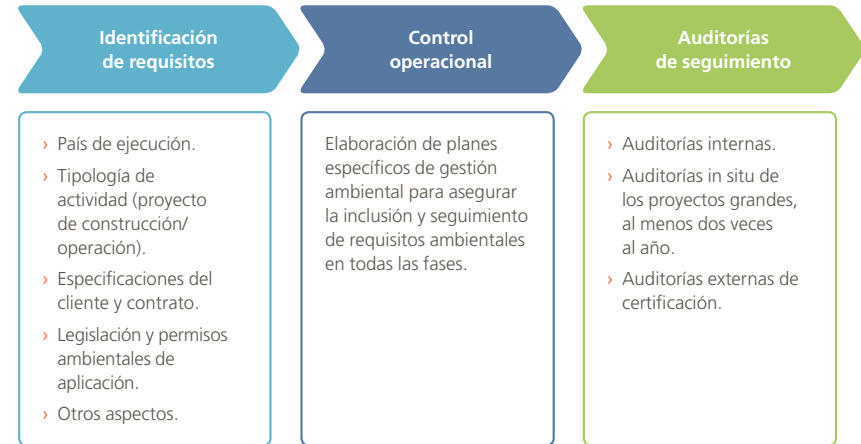 Identificación
de requisitos
› País de ejecución.
› Tipología de
actividad (proyecto
de construcción/
operación).
› Especificaciones del
cliente y contrato.
› Legislación y permisos
ambientales de
aplicación.
› Otros aspectos.
Control
operacional
Elaboración de planes
específicos de gestión
ambiental para asegurar
la inclusión y seguimiento
de requisitos ambientales
en todas las fases.
Auditorías
de seguimiento
› Auditorías internas.
› Auditorías in situ de
los proyectos grandes,
al menos dos veces
al año.
› Auditorías externas de
certificación.